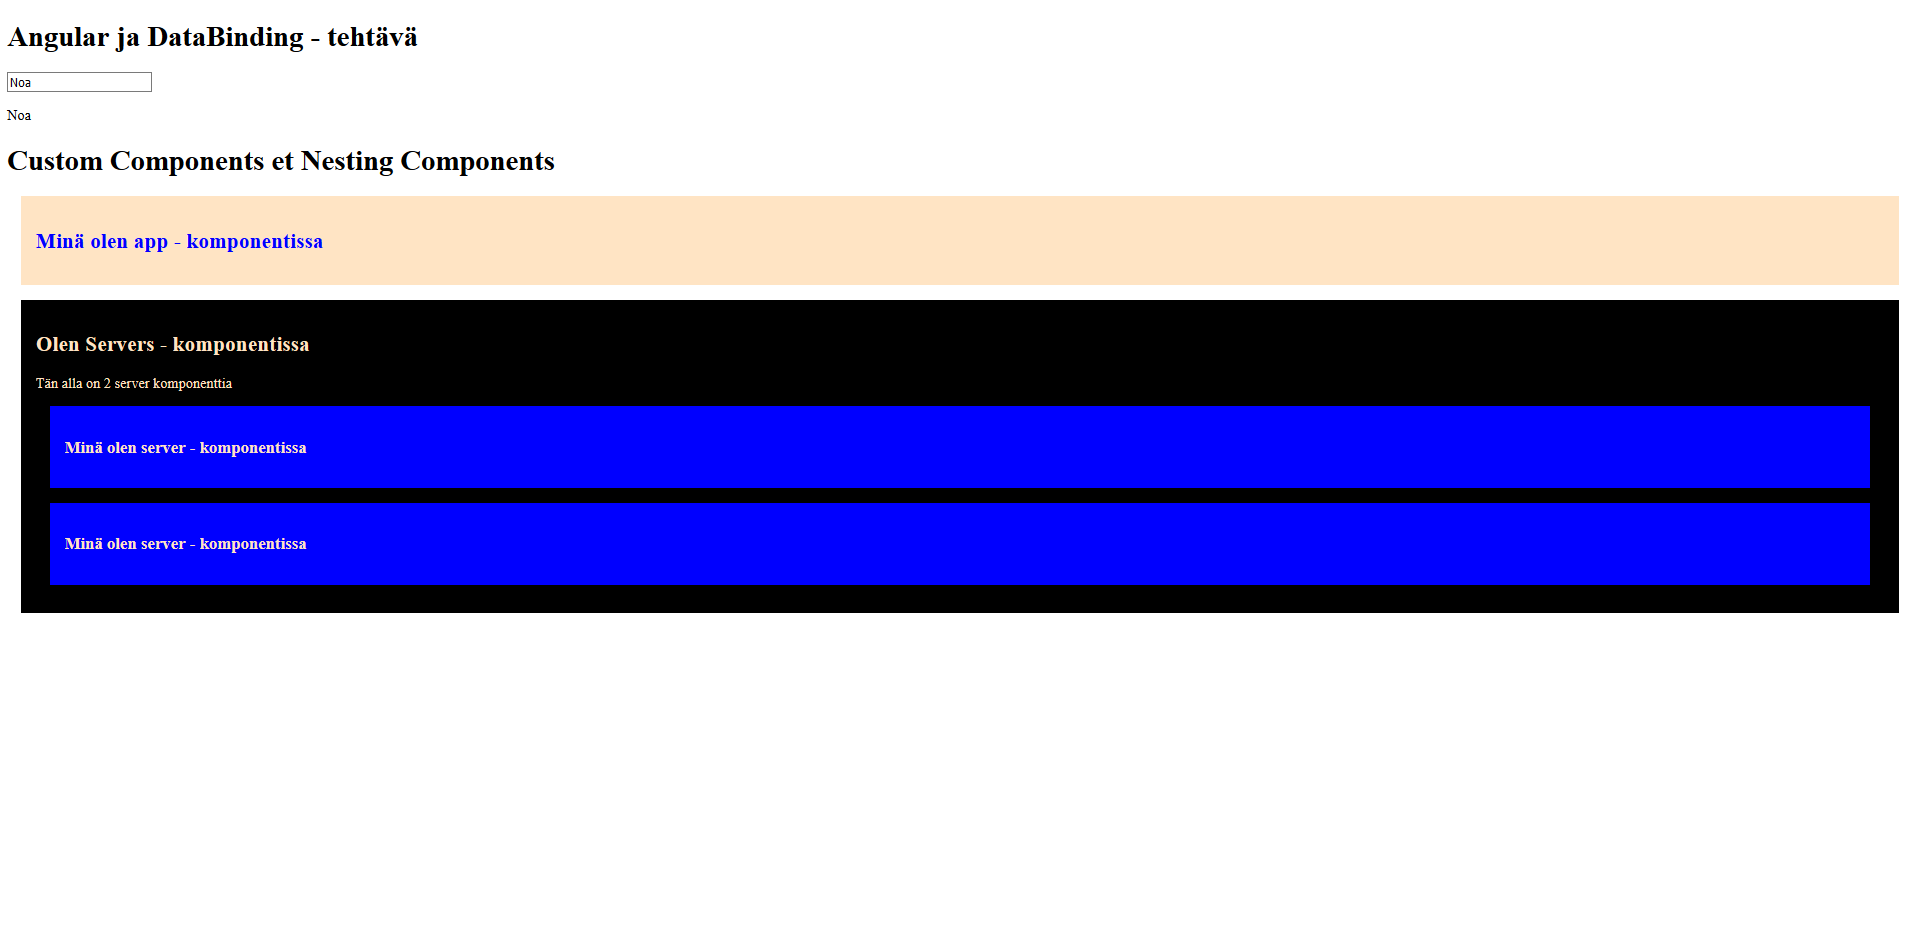 Angular ja DataBinding - tehtävä
Noa
Noa
Custom Components et Nesting Components
Minä olen app - komponentissa
Olen Servers - komponentissa
Tän alla on 2 server komponenttia
Minä olen server - komponentissa
Minä olen server - komponentissa